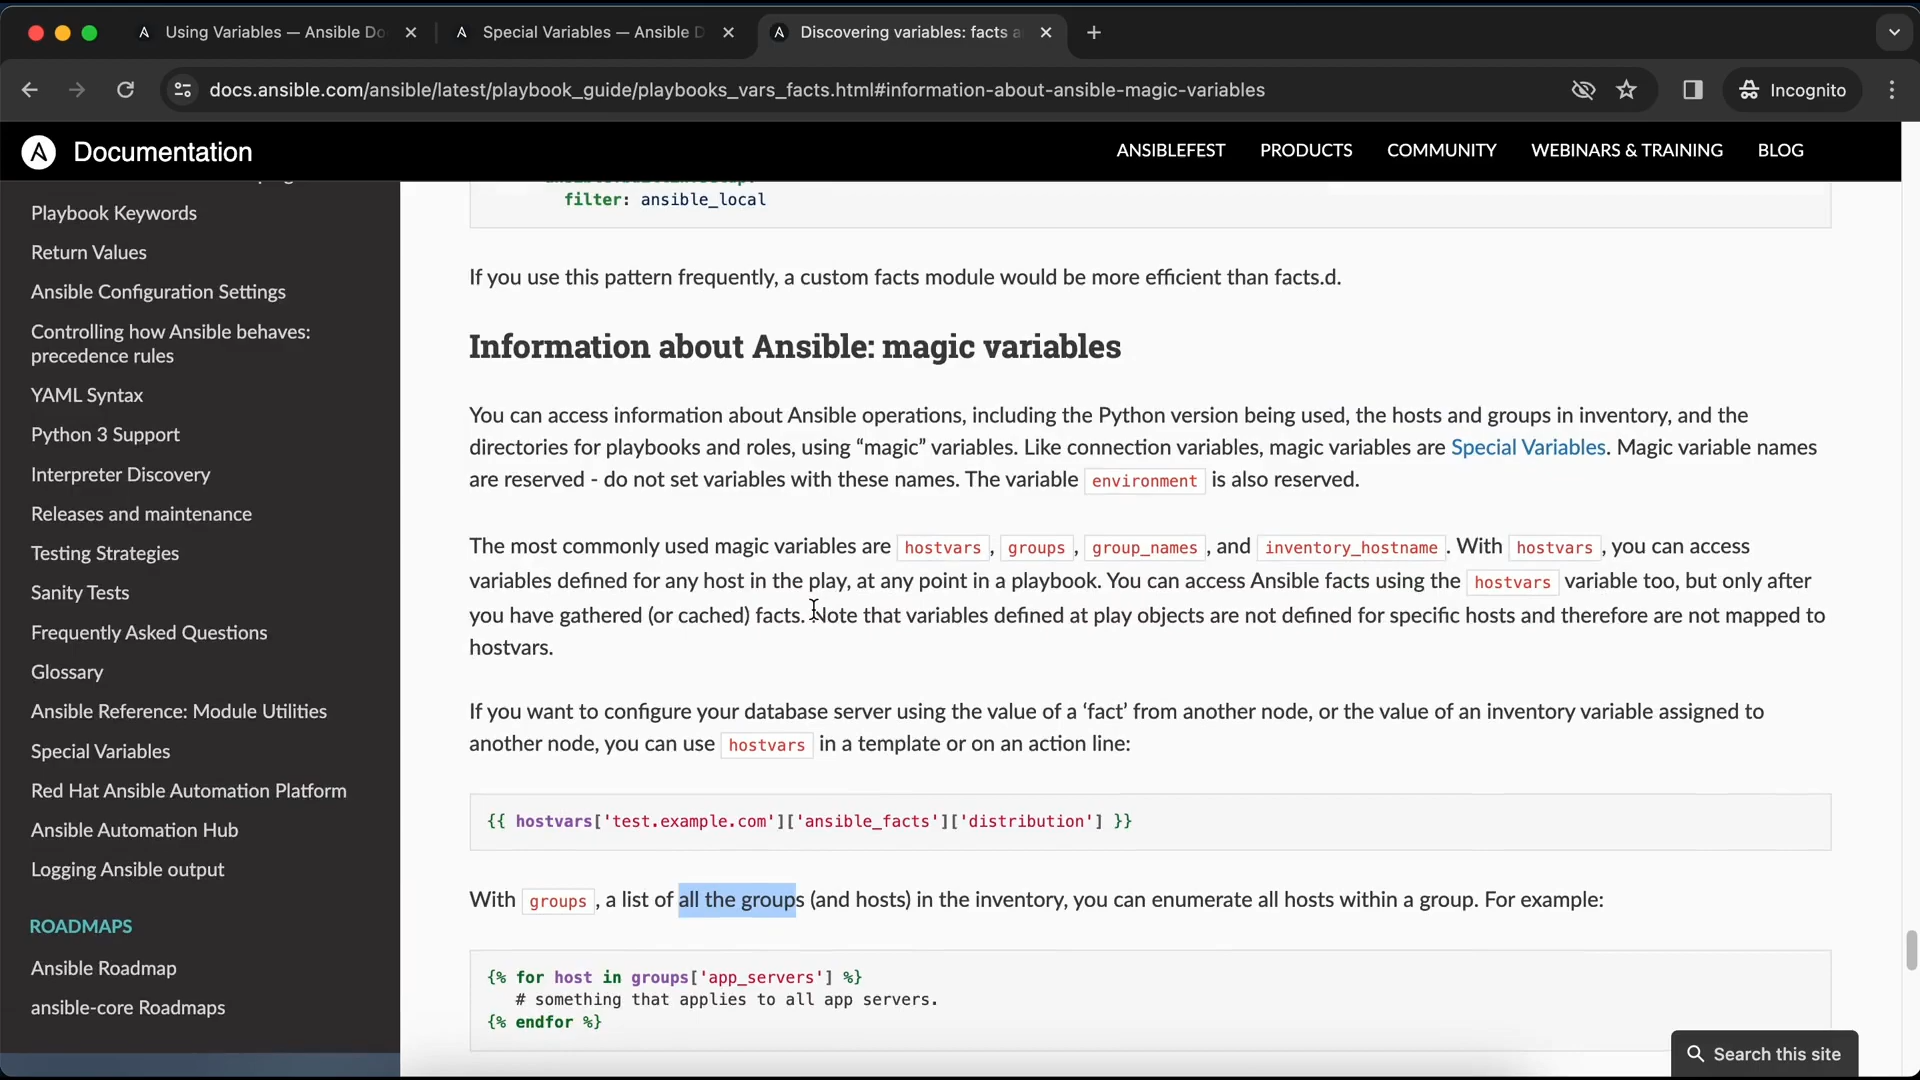 Using Variables — Ansible Do
Special Variables — Ansible D
Discovering variables: facts a
docs.ansible.com/ansible/latest/playbook_guide/playbooks_vars_facts.html#information-about-ansible-magic-variables
Incognito
Documentation
ANSIBLEFEST
PRODUCTS
COMMUNITY
WEBINARS & TRAINING
BLOG
Playbook Keywords
Return Values
Ansible Configuration Settings
Controlling how Ansible behaves:
precedence rules
YAML Syntax
Python 3 Support
Interpreter Discovery
Releases and maintenance
Testing Strategies
Sanity Tests
Frequently Asked Questions
Glossary
Ansible Reference: Module Utilities
Special Variables
Red Hat Ansible Automation Platform
Ansible Automation Hub
Logging Ansible output
ROADMAPS
Ansible Roadmap
ansible-core Roadmaps
filter: ansible_local
If you use this pattern frequently, a custom facts module would be more efficient than facts.d.
Information about Ansible: magic variables
You can access information about Ansible operations, including the Python version being used, the hosts and groups in inventory, and the
directories for playbooks and roles, using “magic” variables. Like connection variables, magic variables are Special Variables. Magic variable names
are reserved - do not set variables with these names. The variable environment is also reserved.
The most commonly used magic variables are hostvars, groups, group_names, and inventory_hostname. With hostvars, you can access
variables defined for any host in the play, at any point in a playbook. You can access Ansible facts using the hostvars variable too, but only after
you have gathered (or cached) facts. Note that variables defined at play objects are not defined for specific hosts and therefore are not mapped to
hostvars.
If you want to configure your database server using the value of a ‘fact’ from another node, or the value of an inventory variable assigned to
another node, you can use hostvars in a template or on an action line:
{{ hostvars['test.example.com']['ansible_facts']['distribution'] }}
With groups, a list of all the groups (and hosts) in the inventory, you can enumerate all hosts within a group. For example:
{% for host in groups['app_servers'] %}
# something that applies to all app servers.
{% endfor %}
Search this site